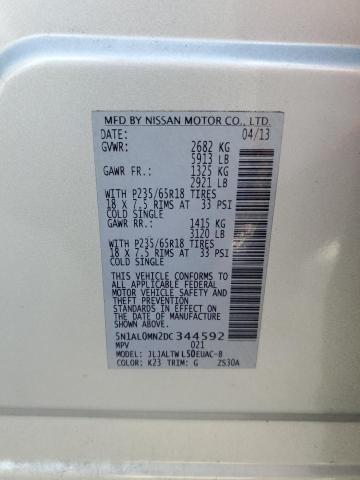 MFD BY NISSAN MOTOR CO., LTD.
DATE: 04/13
GVWR: 2682 KG
5913 LB
GAWR FR.: 1325 KG
2921 LB
WITH P235/65R18 TIRES
18 X 7.5 RIMS AT 33 PSI
COLD SINGLE
GAWR RR.: 1415 KG
3120 LB
WITH P235/65R18 TIRES
18 X 7.5 RIMS AT 33 PSI
COLD SINGLE
THIS VEHICLE CONFORMS TO
ALL APPLICABLE FEDERAL
MOTOR VEHICLE SAFETY
STANDARDS IN EFFECT ON
THE DATE OF MANUFACTURE
SHOWN ABOVE.
5N1AL0MN2DC344592
MPV 021
MODEL: JLJALTWL50EUAC-8
COLOR: K23 TRIM: G ZS30A